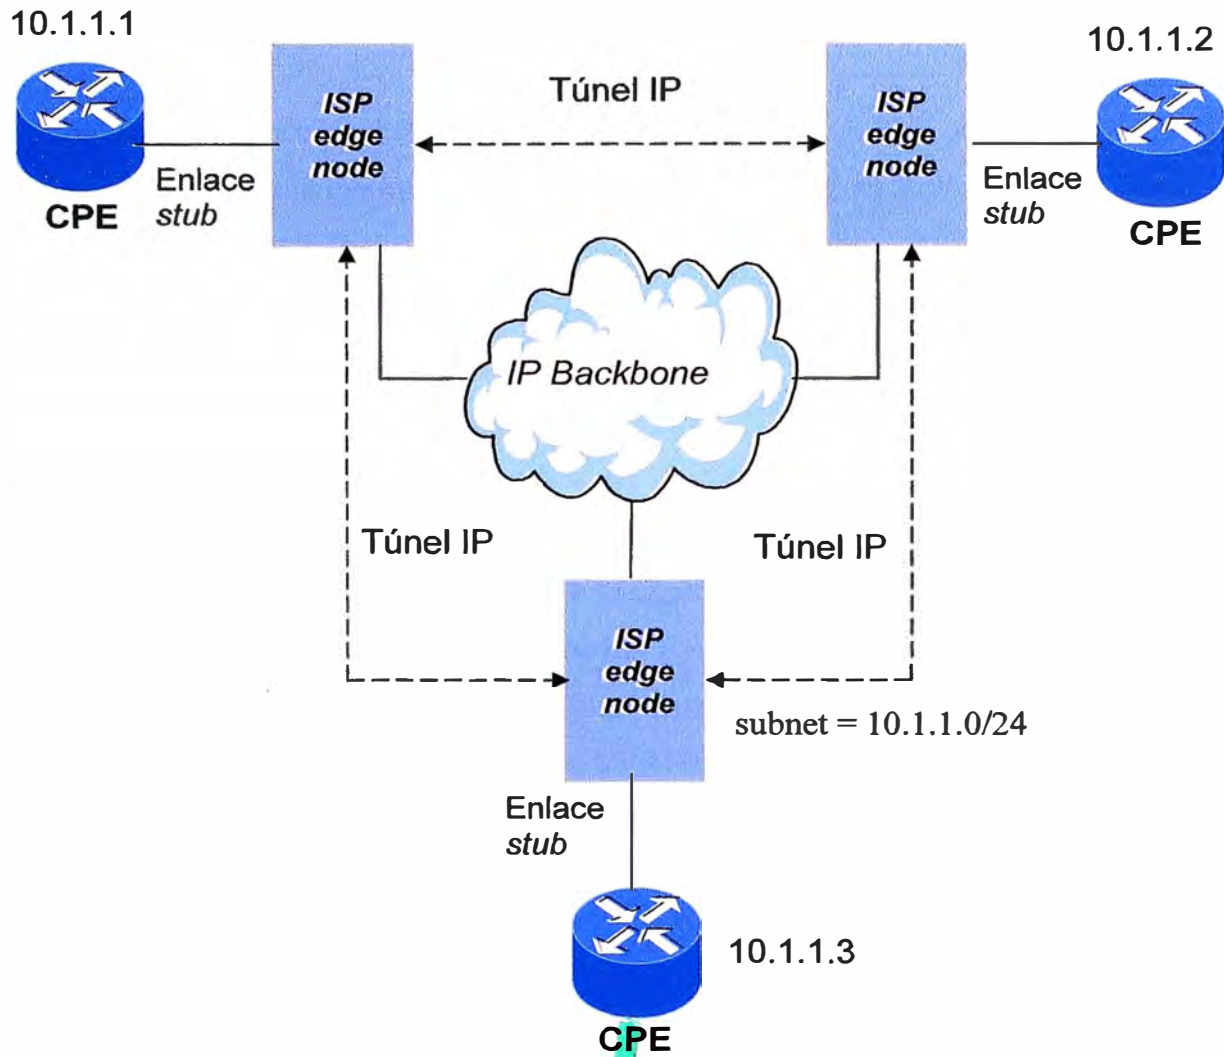 10.1.1.1
10.1.1.2
ISP
edge
node
Túnel IP
ISP
edge
node
Enlace
stub
CPE
Enlace
stub
CPE
IP Backbone
Túnel IP
Túnel IP
ISP
edge
node
subnet = 10.1.1.0/24
Enlace
stub
10.1.1.3
CPE